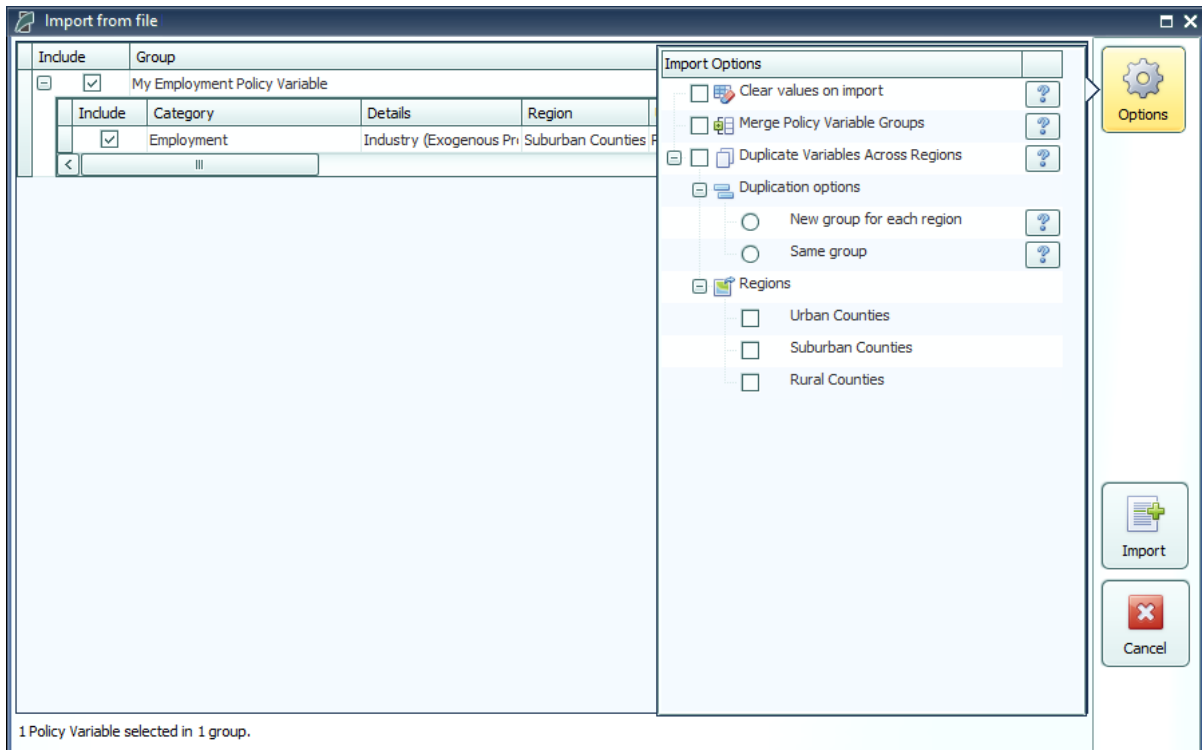 Import from file
Include Group
My Employment Policy Variable
Include Category Details Region
Employment Industry (Exogenous Pr Suburban Counties
1 Policy Variable selected in 1 group.
Import Options
Clear values on import
Merge Policy Variable Groups
Duplicate Variables Across Regions
Duplication options
New group for each region
Same group
Regions
Urban Counties
Suburban Counties
Rural Counties
Options
Import
Cancel